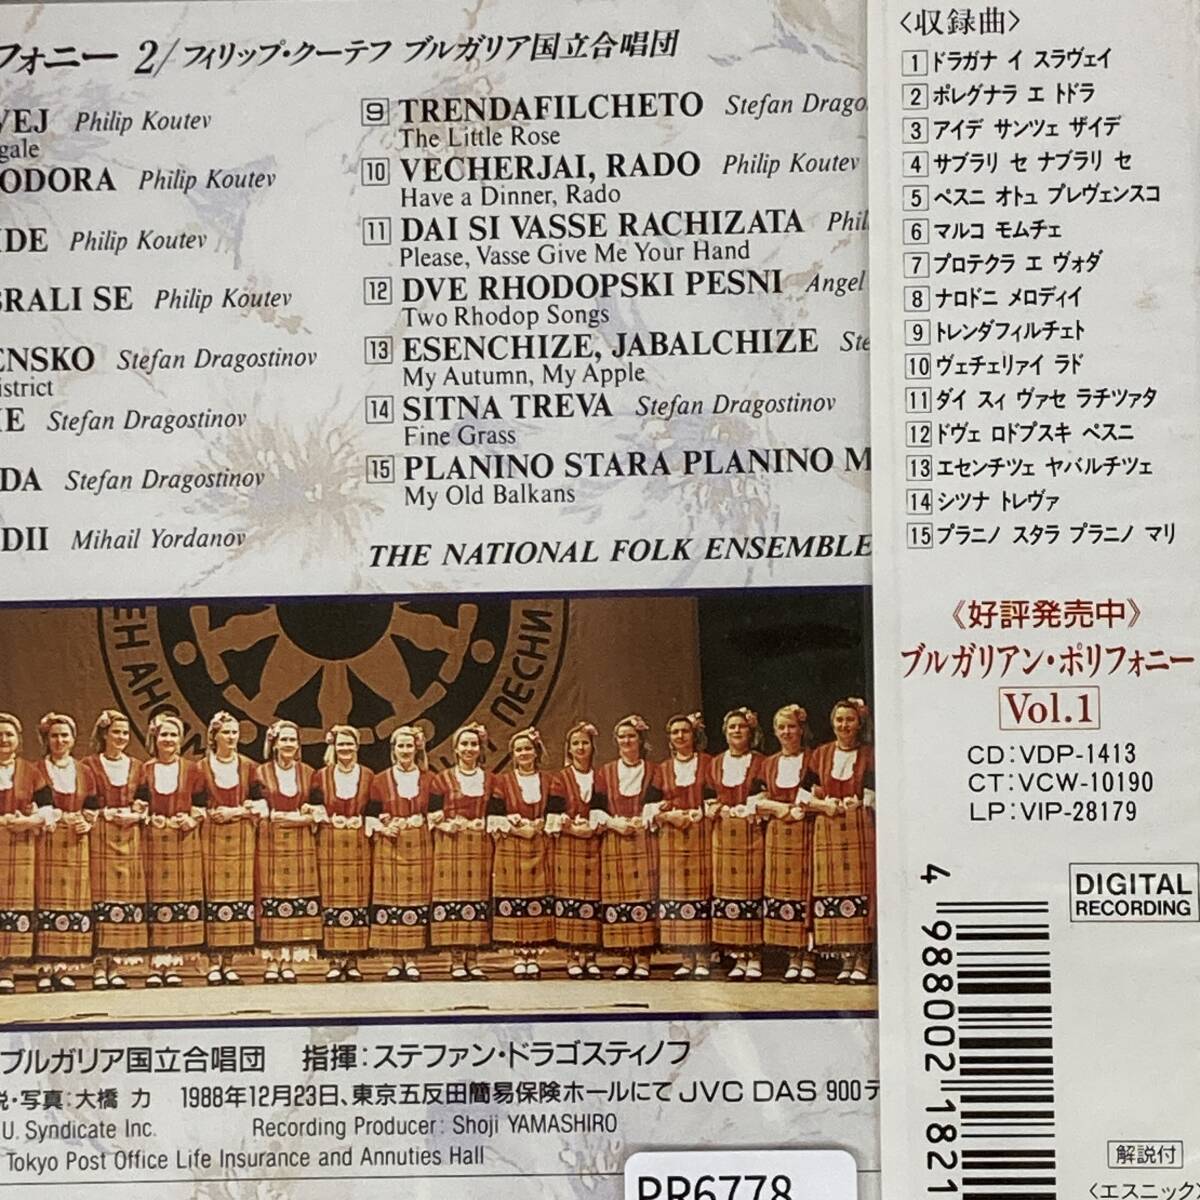 フォニー 2/フィリップ・クーテフ ブルガリア国立合唱団
VEJ Philip Koutev
gale
ODORA Philip Koutev
IDE Philip Koutev
BRALI SE Philip Koutev
ENSKO Stefan Dragostinov
istrict
IE Stefan Dragostinov
DA Stefan Dragostinov
DII Mihail Yordanov
9 TRENDAFILCHETO Stefan Drago
The Little Rose
10 VECHERJAI, RADO Philip Koutev
Have a Dinner, Rado
11 DAI SI VASSE RACHIZATA Phil
Please, Vasse Give Me Your Hand
12 DVE RHODOPSKI PESNI Angel
Two Rhodop Songs
13 ESENCHIZE, JABALCHIZE Ste
My Autumn, My Apple
14 SITNA TREVA Stefan Dragostinov
Fine Grass
15 PLANINO STARA PLANINO M
My Old Balkans
THE NATIONAL FOLK ENSEMBLE
ЕН АНСАМ
ПЕСНИ
ブルガリア国立合唱団 指揮:ステファン・ドラゴスティノフ
説・写真:大橋 力 1988年12月23日、東京五反田簡易保険ホールにてJVC DAS 900デ
U. Syndicate Inc. Recording Producer: Shoji YAMASHIRO
Tokyo Post Office Life Insurance and Annuties Hall
PR6778
〈収録曲〉
1 ドラガナ イ スラヴェイ
2 ポレグナラ エ トドラ
3 アイデ サンツェ ザイデ
4 サブラリ セ ナブラリ セ
5 ペスニ オトュ プレヴェンスコ
6 マルコ モムチェ
7 プロテクラ エ ヴォダ
8 ナロドニ メロディイ
9 トレンダフィルチェト
10 ヴェチェリァイ ラド
11 ダイ スィ ヴァセ ラチツァタ
12 ドヴェ ロドプスキ ペスニ
13 エセンチツェ ヤバルチツェ
14 シツナ トレヴァ
15 プラニノ スタラ プラニノ マリ
《好評発売中》
ブルガリアン・ポリフォニー
Vol.1
CD:VDP-1413
CT:VCW-10190
LP:VIP-28179
DIGITAL
RECORDING
4 988002 1821
解説付
〈エスニック〉